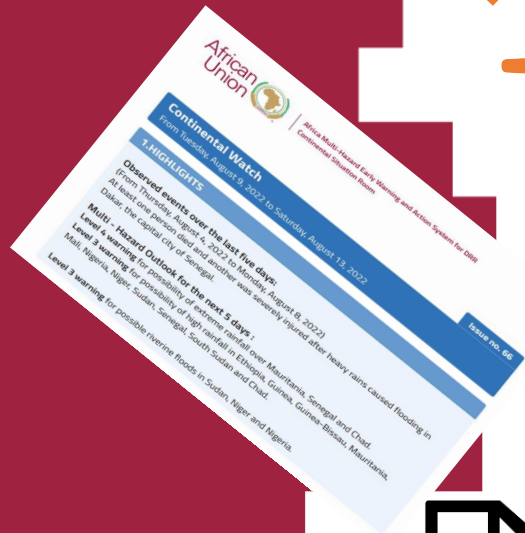 African
Union
Africa Multi-Hazard Early Warning and Action System for DRR
Continental Situation Room
Continental Watch
From Tuesday, August 9, 2022 to Saturday, August 13, 2022
Issue no. 66
1.HIGHLIGHTS
Observed events over the last five days:
(From Thursday, August 4, 2022 to Monday, August 8, 2022)
At least one person died and another was severely injured after heavy rains caused flooding in
Dakar, the capital city of Senegal.
Multi - Hazard Outlook for the next 5 days :
Level 4 warning for possibility of extreme rainfall over Mauritania, Senegal and Chad.
Level 3 warning for possibility of high rainfall in Ethiopia, Guinea, Guinea-Bissau, Mauritania,
Mali, Nigeria, Niger, Sudan, Senegal, South Sudan and Chad.
Level 3 warning for possible riverine floods in Sudan, Niger and Nigeria.